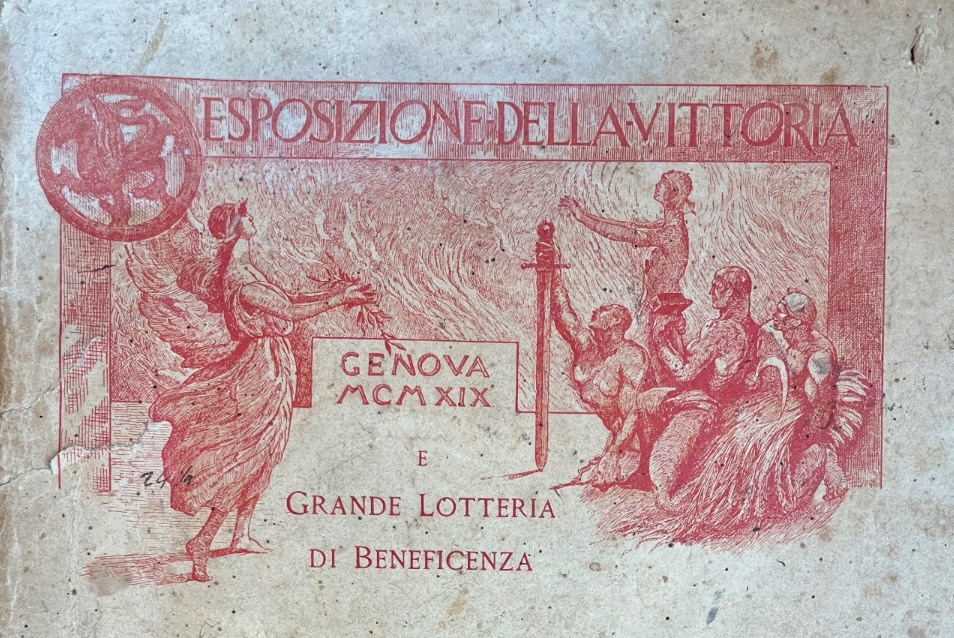 ESPOSIZIONE·DELLA·VITTORIA
GENOVA
MCMXIX
E
GRANDE LOTTERIA
DI BENEFICENZA